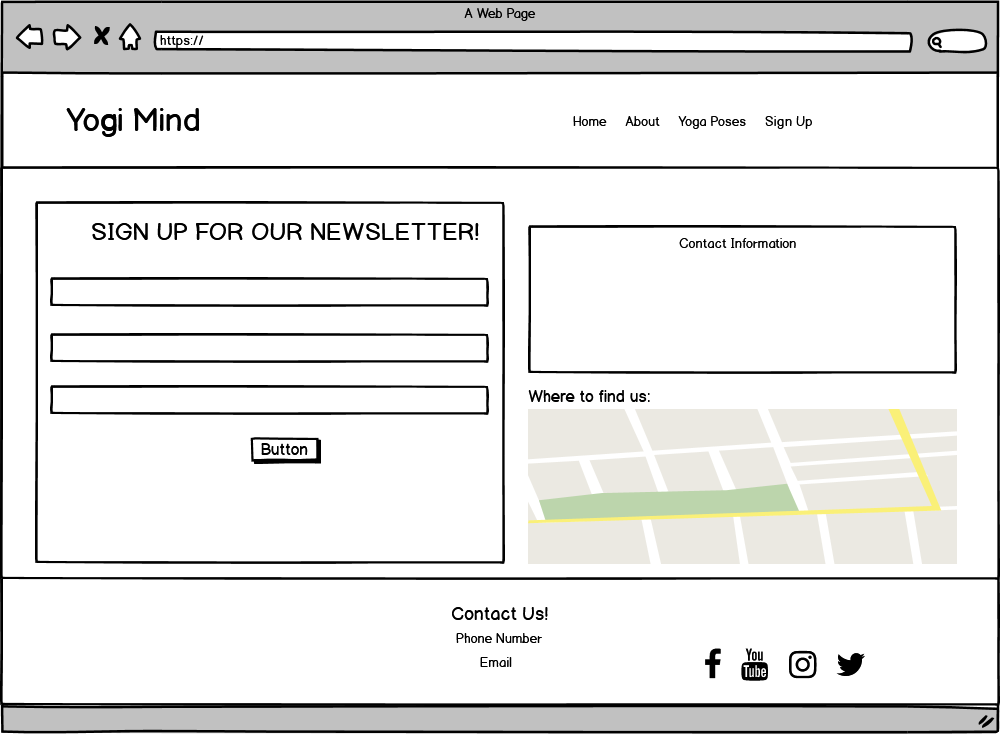 A Web Page
https://
Yogi Mind
Home About Yoga Poses Sign Up
SIGN UP FOR OUR NEWSLETTER!
Button
Contact Information
Where to find us:
Contact Us!
Phone Number
Email
You
Tube